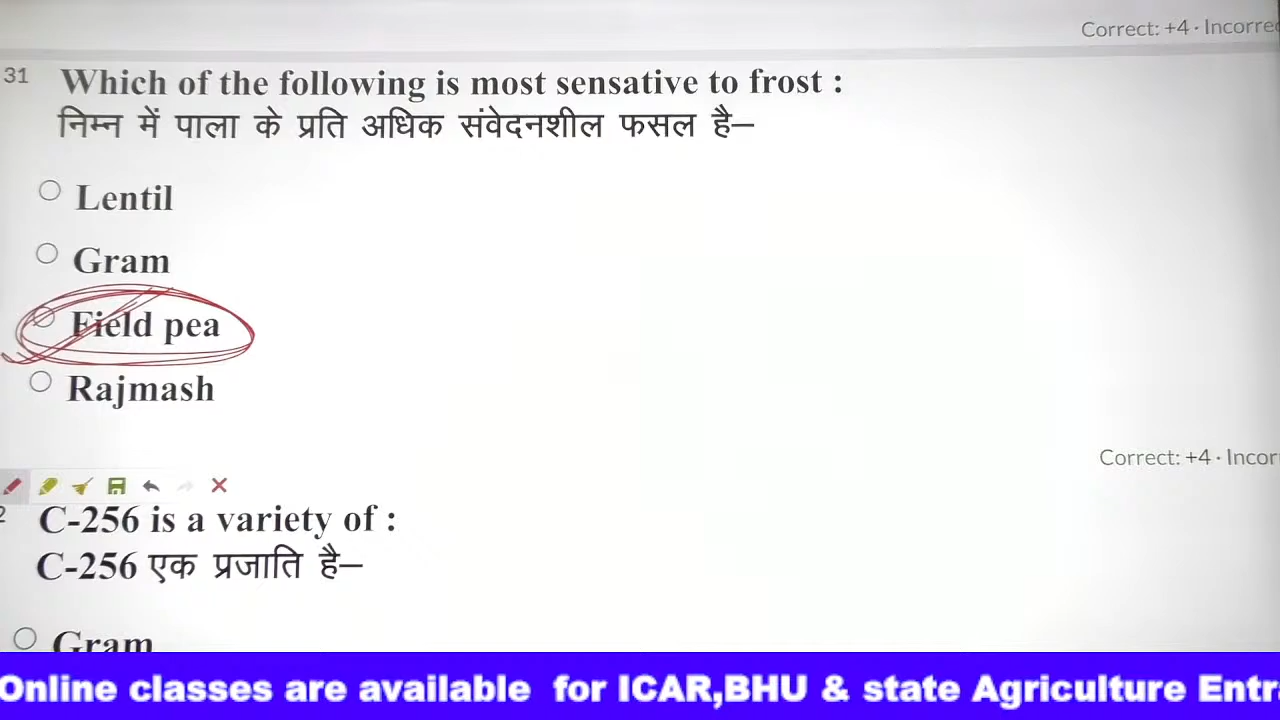 Correct: +4 · Incorre
31 Which of the following is most sensative to frost :
निम्न में पाला के प्रति अधिक संवेदनशील फसल है–
Lentil
Gram
Field pea
Rajmash
Correct: +4 · Incor
2 C-256 is a variety of :
C-256 एक प्रजाति है–
Gram
Online classes are available for ICAR,BHU & state Agriculture Entr